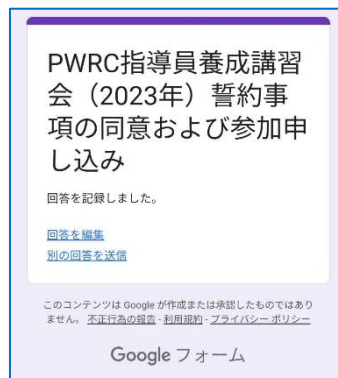 PWRC指導員養成講習
会（2023年）誓約事
項の同意および参加申
し込み
回答を記録しました。
回答を編集
別の回答を送信
このコンテンツは Google が作成または承認したものではあり
ません。 不正行為の報告 - 利用規約 - プライバシー ポリシー
Google フォーム